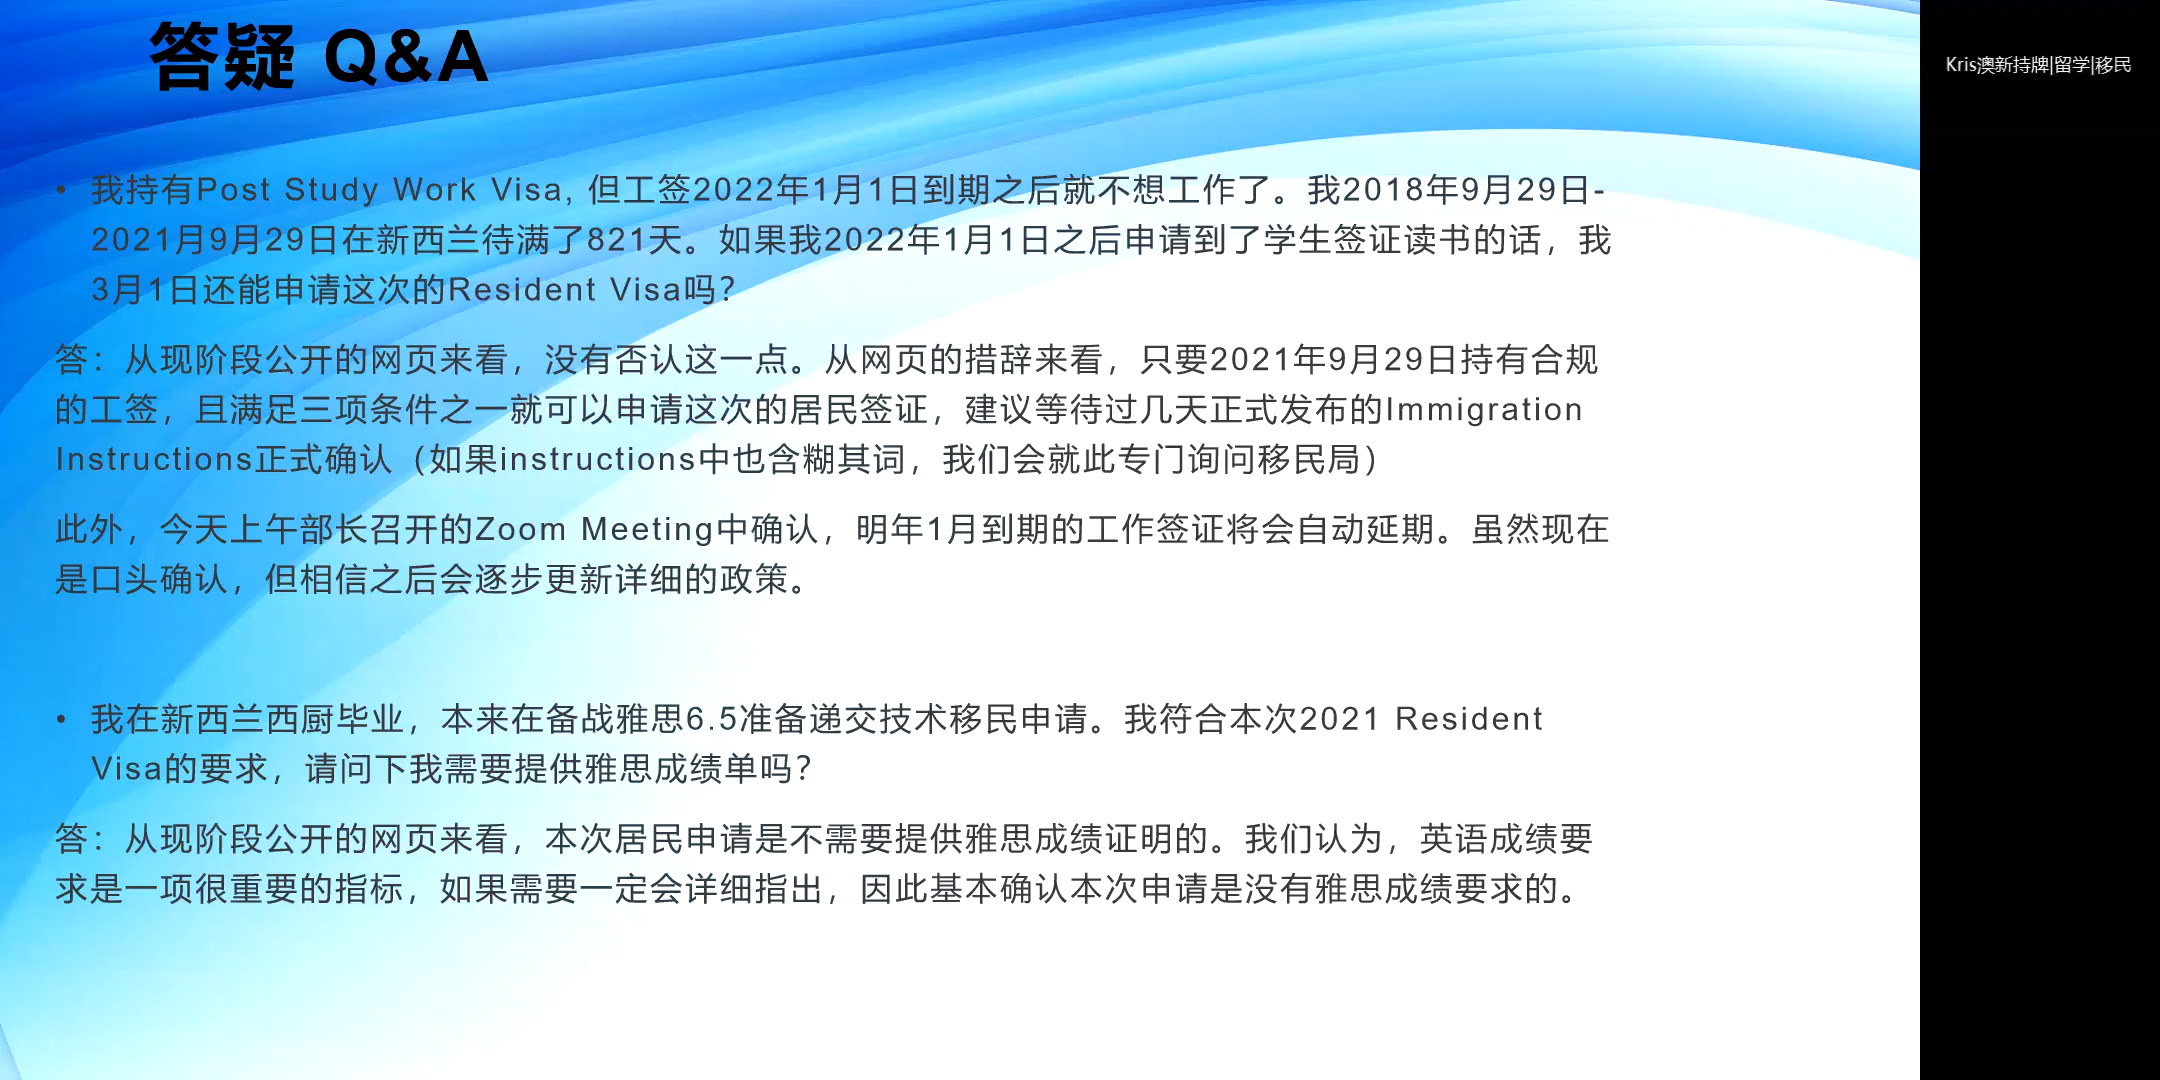 答疑 Q&A
Kris澳新持牌|留学|移民
• 我持有Post Study Work Visa, 但工签2022年1月1日到期之后就不想工作了。我2018年9月29日-
2021月9月29日在新西兰待满了821天。如果我2022年1月1日之后申请到了学生签证读书的话，我
3月1日还能申请这次的Resident Visa吗？
答：从现阶段公开的网页来看，没有否认这一点。从网页的措辞来看，只要2021年9月29日持有合规
的工签，且满足三项条件之一就可以申请这次的居民签证，建议等待过几天正式发布的Immigration
Instructions正式确认（如果instructions中也含糊其词，我们会就此专门询问移民局）
此外，今天上午部长召开的Zoom Meeting中确认，明年1月到期的工作签证将会自动延期。虽然现在
是口头确认，但相信之后会逐步更新详细的政策。
• 我在新西兰西厨毕业，本来在备战雅思6.5准备递交技术移民申请。我符合本次2021 Resident
Visa的要求，请问下我需要提供雅思成绩单吗？
答：从现阶段公开的网页来看，本次居民申请是不需要提供雅思成绩证明的。我们认为，英语成绩要
求是一项很重要的指标，如果需要一定会详细指出，因此基本确认本次申请是没有雅思成绩要求的。